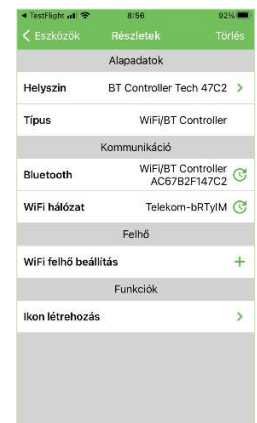 TestFlight 8:56 92%
Eszközök Részletek Törlés
Alapadatok
Helyszin BT Controller Tech 47C2
Típus WiFi/BT Controller
Kommunikáció
Bluetooth WiFi/BT Controller
AC67B2F147C2
WiFi hálózat Telekom-bRTyIM
Felhő
WiFi felhő beállítás
Funkciók
Ikon létrehozás